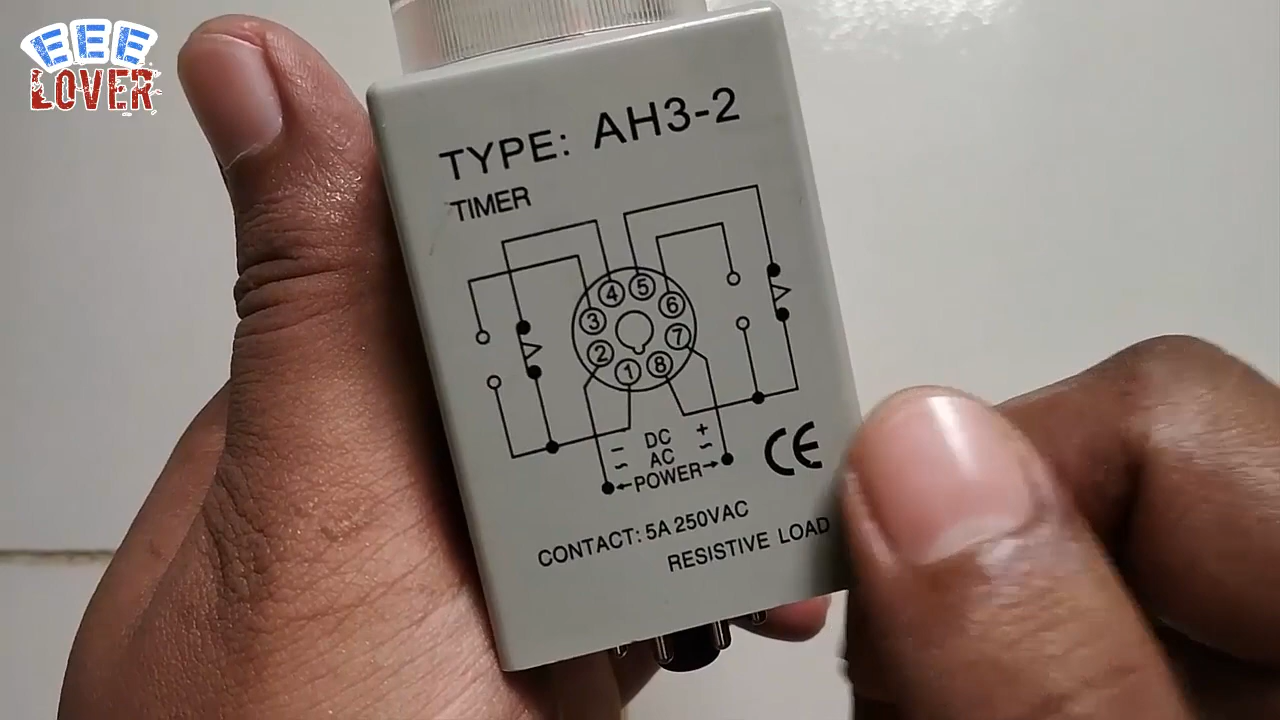 EEE
LOVER
TYPE: AH3-2
TIMER
4 5
3 6
2 7
1 8
− DC +
~ AC ~
←POWER→
CE
CONTACT: 5A 250VAC
RESISTIVE LOAD